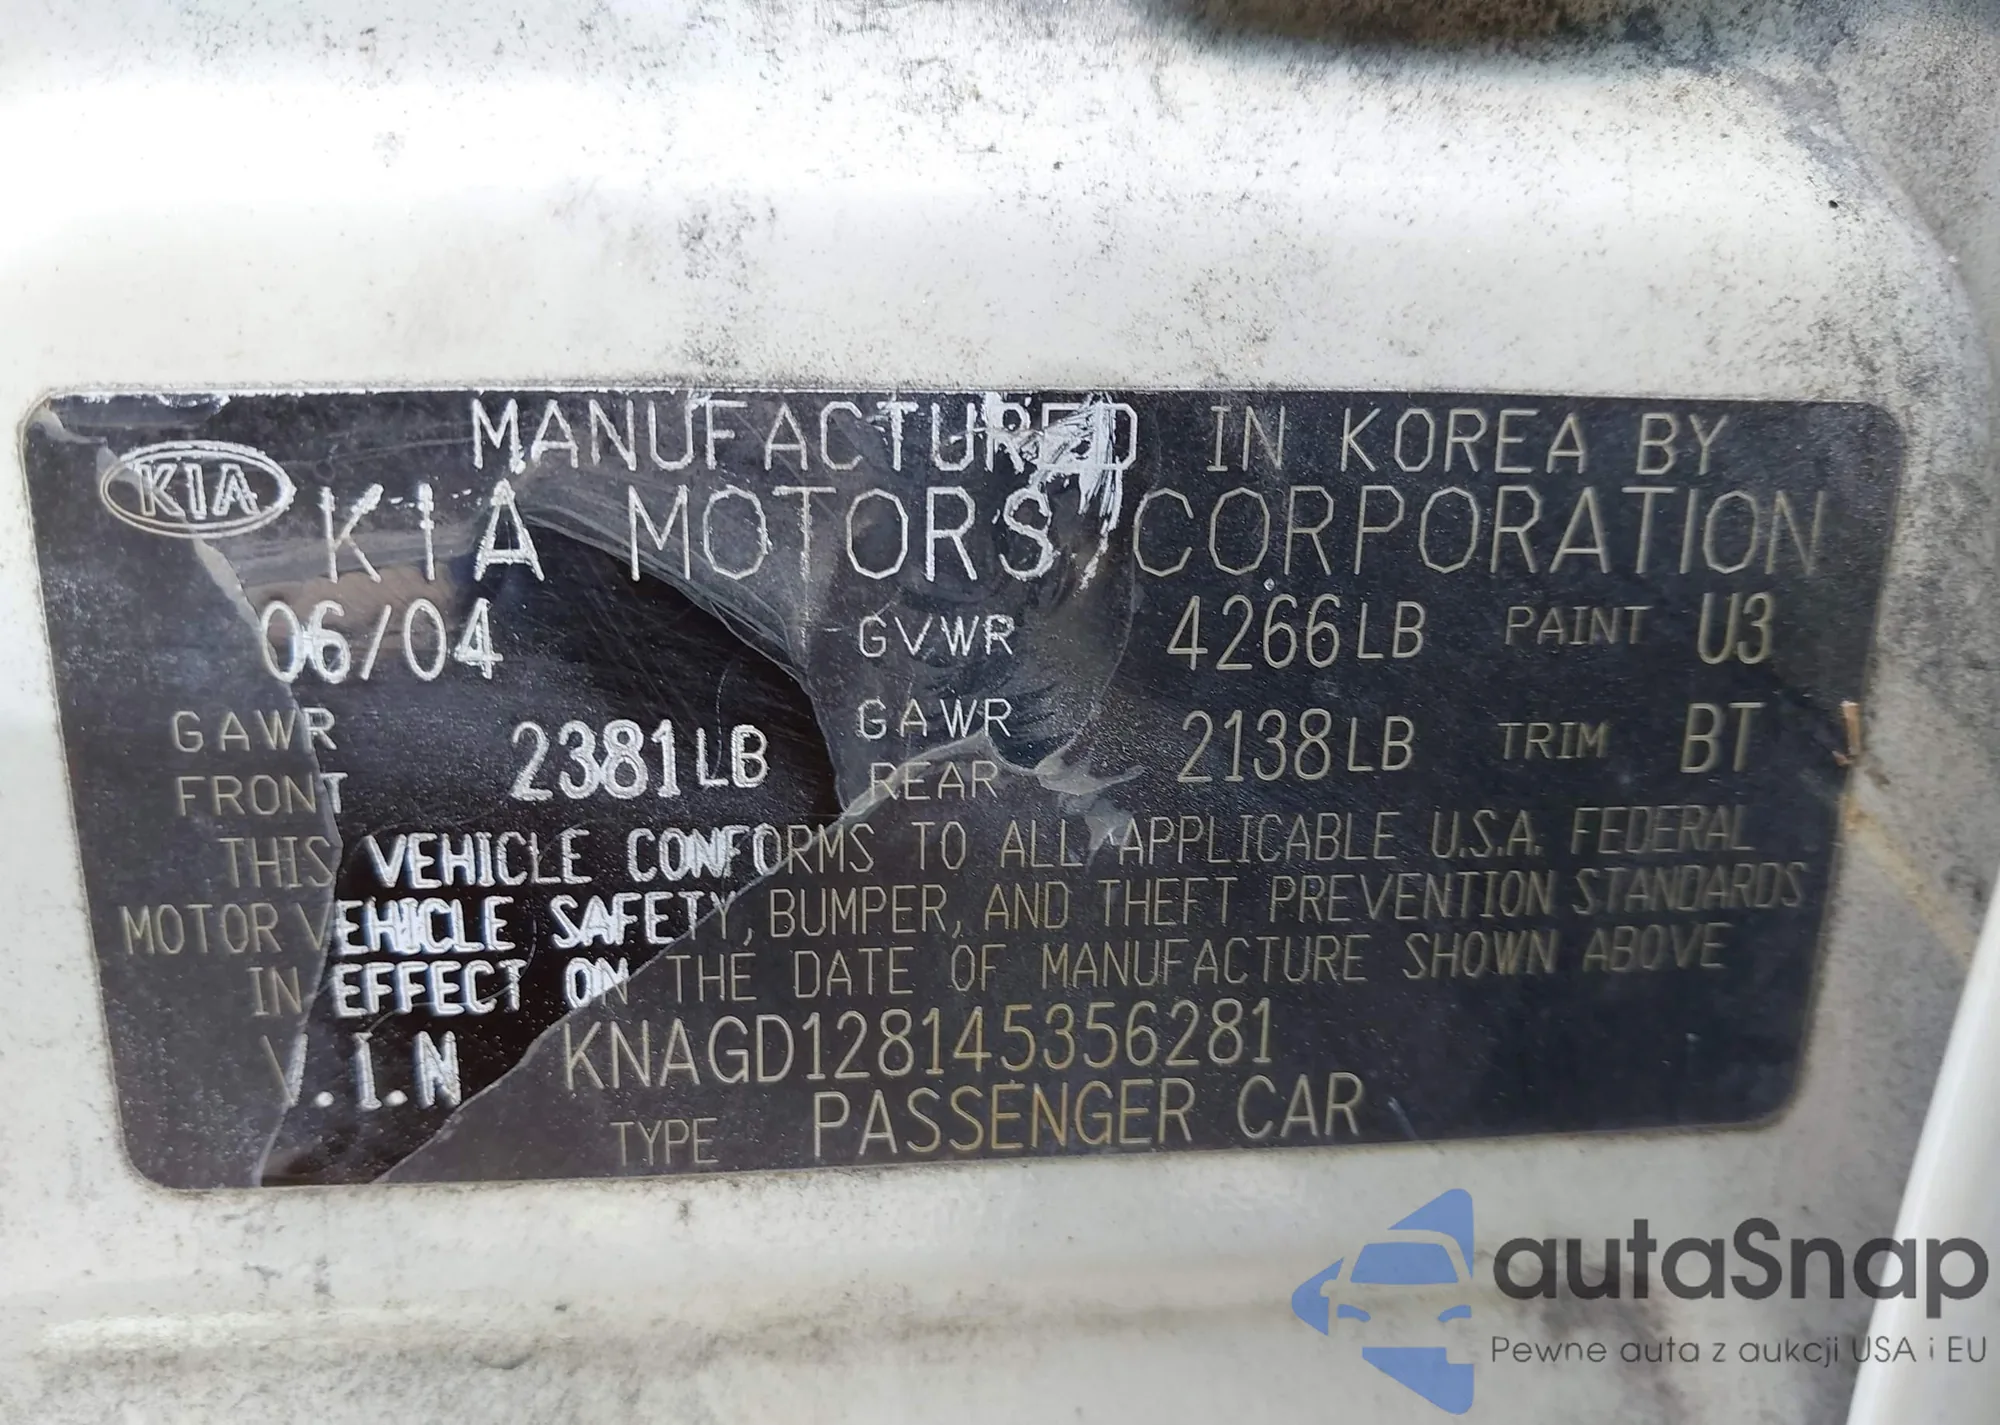 MANUFACTURED IN KOREA BY
KIA KIA MOTORS CORPORATION
06/04 GVWR 4266LB PAINT U3
GAWR FRONT 2381LB GAWR REAR 2138LB TRIM BT
THIS VEHICLE CONFORMS TO ALL APPLICABLE U.S.A. FEDERAL
MOTOR VEHICLE SAFETY, BUMPER, AND THEFT PREVENTION STANDARDS
IN EFFECT ON THE DATE OF MANUFACTURE SHOWN ABOVE
V.I.N KNAGD128145356281
TYPE PASSENGER CAR
autaSnap
Pewne auta z aukcji USA i EU